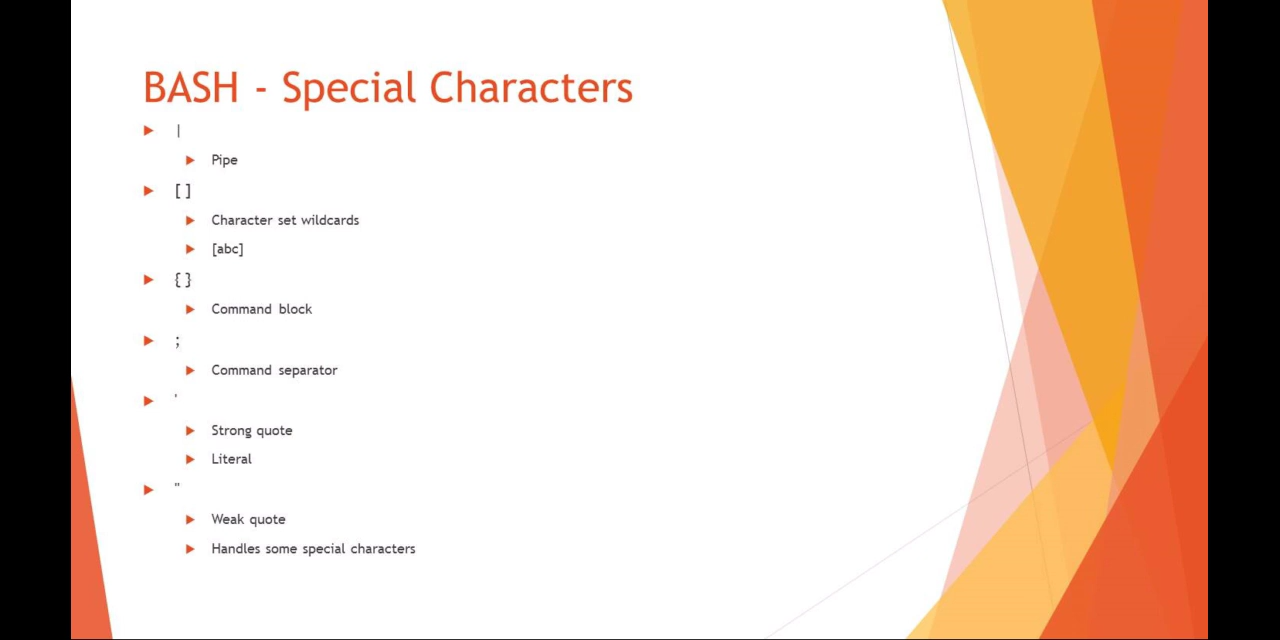 BASH - Special Characters
|
Pipe
[ ]
Character set wildcards
[abc]
{ }
Command block
;
Command separator
'
Strong quote
Literal
"
Weak quote
Handles some special characters